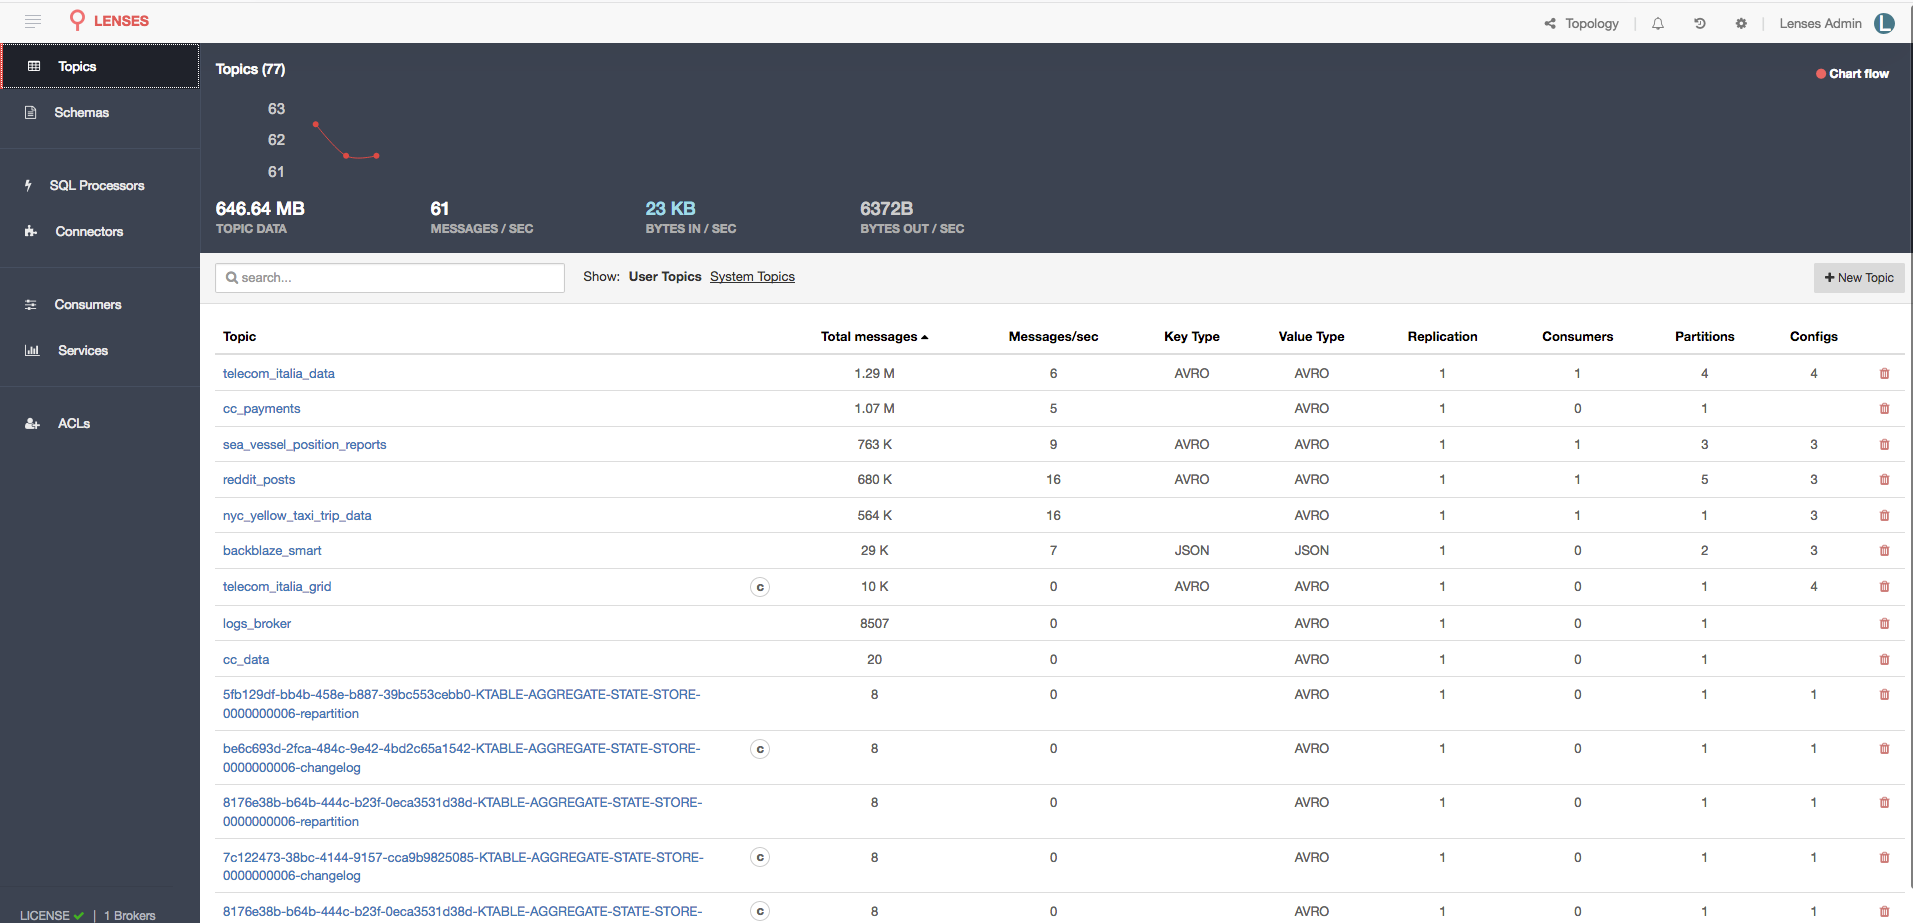 LENSES
Topology | | Lenses Admin L
Topics
Schemas
SQL Processors
Connectors
Consumers
Services
ACLs
LICENSE | 1 Brokers
Topics (77)
Chart flow
63
62
61
646.64 MB 61 23 KB 6372B
TOPIC DATA MESSAGES / SEC BYTES IN / SEC BYTES OUT / SEC
search... Show: User Topics System Topics + New Topic
Topic Total messages Messages/sec Key Type Value Type Replication Consumers Partitions Configs
telecom_italia_data 1.29 M 6 AVRO AVRO 1 1 4 4
cc_payments 1.07 M 5 AVRO 1 0 1
sea_vessel_position_reports 763 K 9 AVRO AVRO 1 1 3 3
reddit_posts 680 K 16 AVRO AVRO 1 1 5 3
nyc_yellow_taxi_trip_data 564 K 16 AVRO 1 1 1 3
backblaze_smart 29 K 7 JSON JSON 1 0 2 3
telecom_italia_grid c 10 K 0 AVRO AVRO 1 0 1 4
logs_broker 8507 0 AVRO 1 0 1
cc_data 20 0 AVRO 1 0 1
5fb129df-bb4b-458e-b887-39bc553cebb0-KTABLE-AGGREGATE-STATE-STORE- 8 0 AVRO 1 0 1 1
0000000006-repartition
be6c693d-2fca-484c-9e42-4bd2c65a1542-KTABLE-AGGREGATE-STATE-STORE- c 8 0 AVRO 1 0 1 1
0000000006-changelog
8176e38b-b64b-444c-b23f-0eca3531d38d-KTABLE-AGGREGATE-STATE-STORE- 8 0 AVRO 1 0 1 1
0000000006-repartition
7c122473-38bc-4144-9157-cca9b9825085-KTABLE-AGGREGATE-STATE-STORE- c 8 0 AVRO 1 0 1 1
0000000006-changelog
8176e38b-b64b-444c-b23f-0eca3531d38d-KTABLE-AGGREGATE-STATE-STORE- c 8 0 AVRO 1 0 1 1